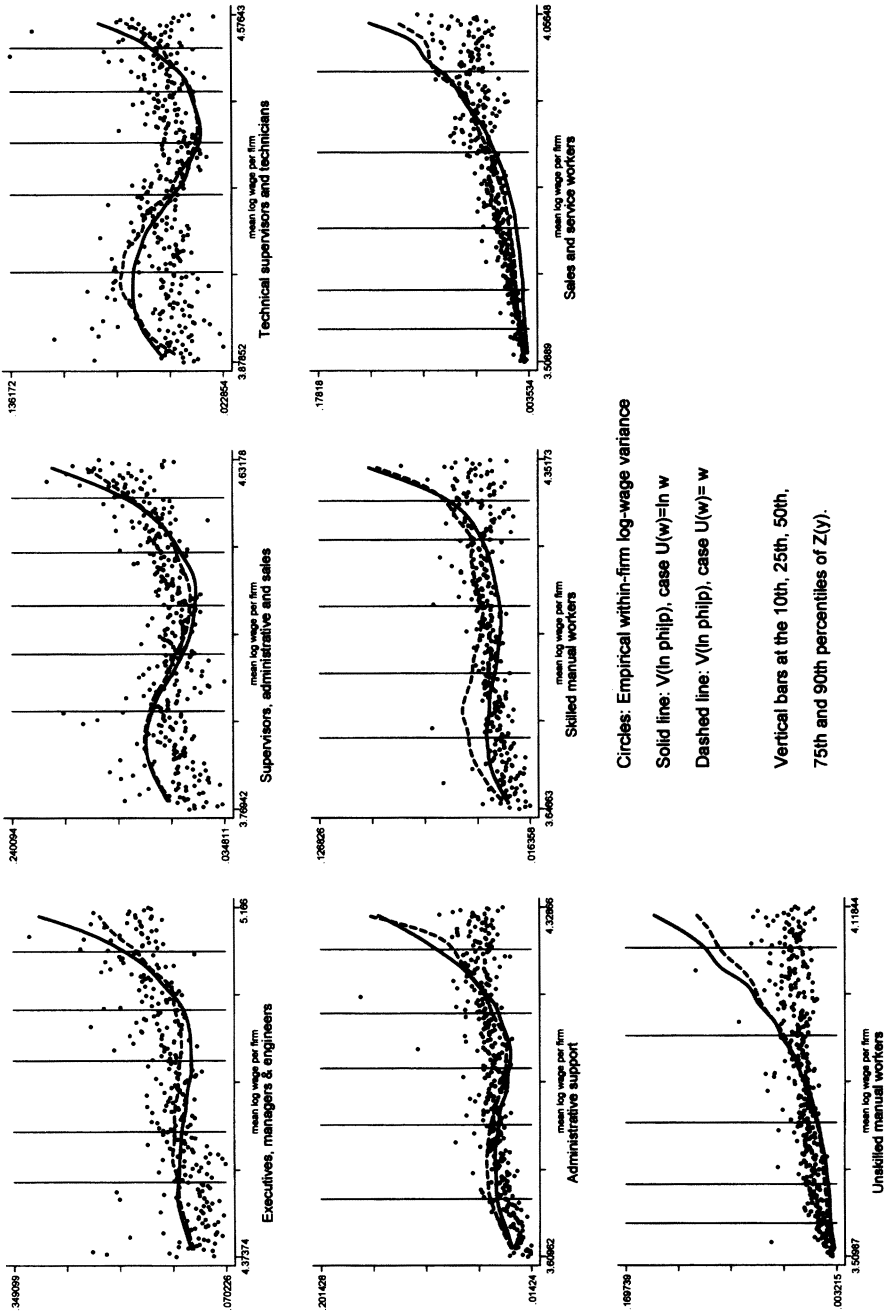 .349099
.070226
4.37374
5.166
mean log wage per firm
Executives, managers & engineers
.240094
.034811
3.76942
4.63178
mean log wage per firm
Supervisors, administrative and sales
.136172
.022854
3.87852
4.57643
mean log wage per firm
Technical supervisors and technicians
.201428
.01424
3.60962
4.32866
mean log wage per firm
Administrative support
.126826
.016358
3.64663
4.35173
mean log wage per firm
Skilled manual workers
.17818
.003534
3.50889
4.05648
mean log wage per firm
Sales and service workers
.169739
.003215
3.50987
4.11844
mean log wage per firm
Unskilled manual workers
Circles: Empirical within-firm log-wage variance
Solid line: V(ln phi|p), case U(w)=ln w
Dashed line: V(ln phi|p), case U(w)= w
Vertical bars at the 10th, 25th, 50th,
75th and 90th percentiles of Z(y).